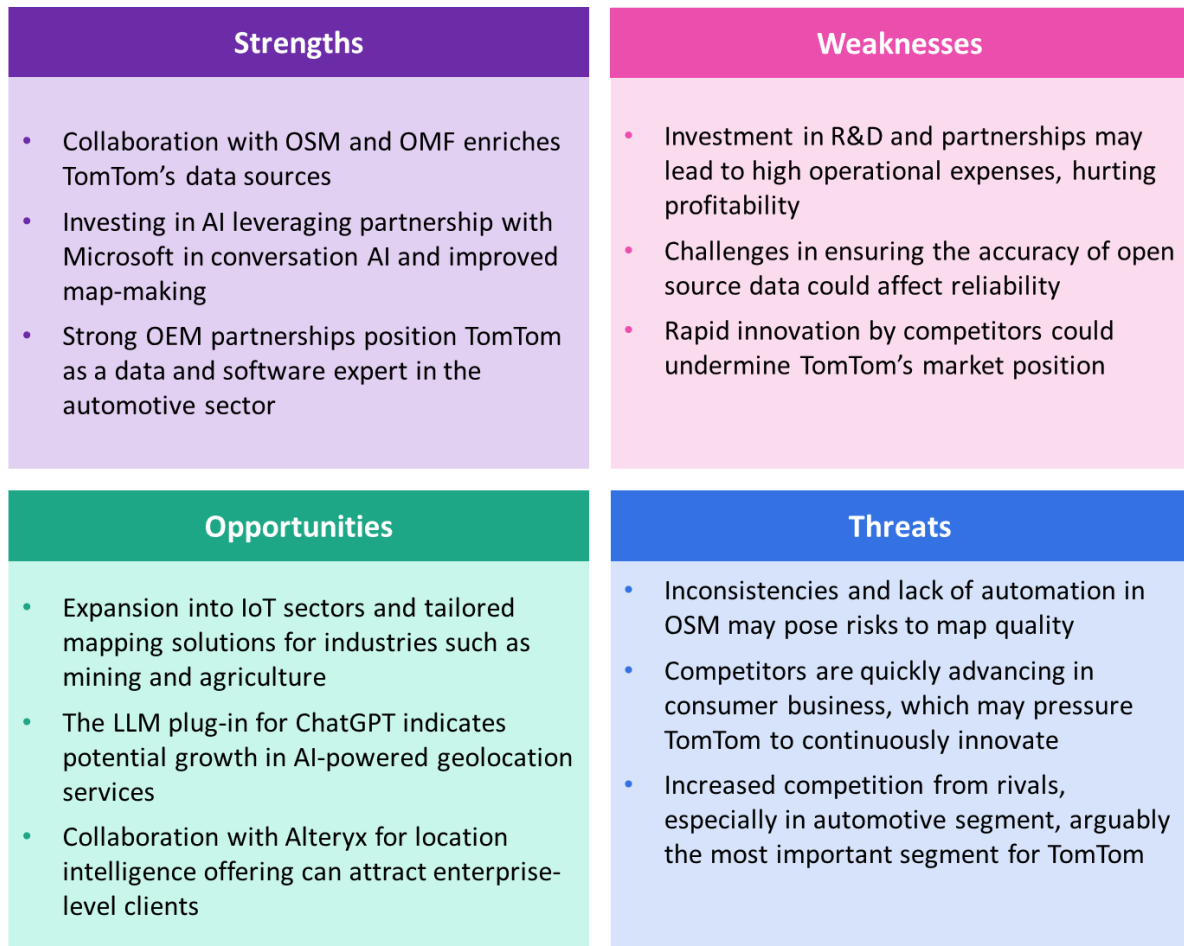 Strengths
• Collaboration with OSM and OMF enriches
TomTom’s data sources
• Investing in AI leveraging partnership with
Microsoft in conversation AI and improved
map-making
• Strong OEM partnerships position TomTom
as a data and software expert in the
automotive sector
Weaknesses
• Investment in R&D and partnerships may
lead to high operational expenses, hurting
profitability
• Challenges in ensuring the accuracy of open
source data could affect reliability
• Rapid innovation by competitors could
undermine TomTom’s market position
Opportunities
• Expansion into IoT sectors and tailored
mapping solutions for industries such as
mining and agriculture
• The LLM plug-in for ChatGPT indicates
potential growth in AI-powered geolocation
services
• Collaboration with Alteryx for location
intelligence offering can attract enterprise-
level clients
Threats
• Inconsistencies and lack of automation in
OSM may pose risks to map quality
• Competitors are quickly advancing in
consumer business, which may pressure
TomTom to continuously innovate
• Increased competition from rivals,
especially in automotive segment, arguably
the most important segment for TomTom